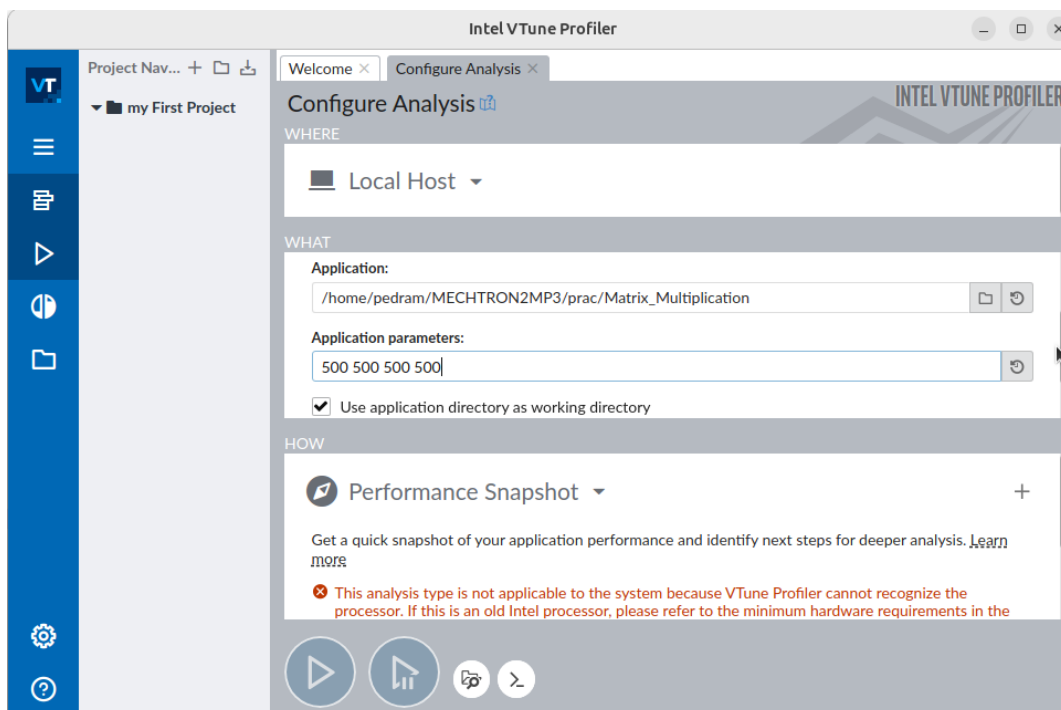 Intel VTune Profiler
Project Nav...
Welcome
Configure Analysis
VT
my First Project
Configure Analysis
INTEL VTUNE PROFILER
WHERE
Local Host
WHAT
Application:
/home/pedram/MECHTRON2MP3/prac/Matrix_Multiplication
Application parameters:
500 500 500 500
Use application directory as working directory
HOW
Performance Snapshot
Get a quick snapshot of your application performance and identify next steps for deeper analysis. Learn
more
This analysis type is not applicable to the system because VTune Profiler cannot recognize the
processor. If this is an old Intel processor, please refer to the minimum hardware requirements in the